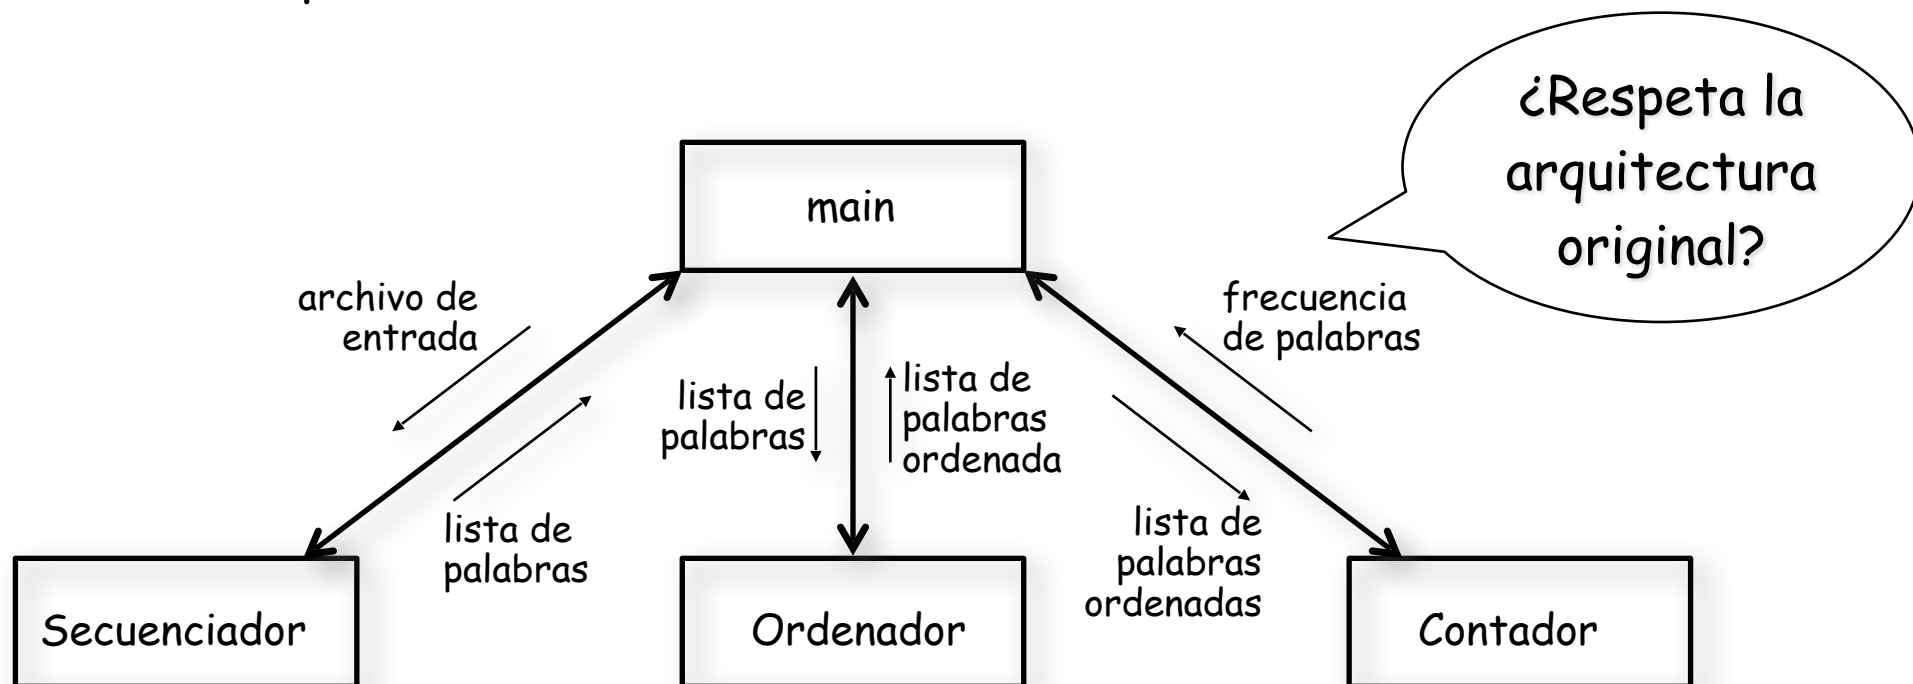 ¿Respeta la
arquitectura
original?
main
archivo de
entrada
frecuencia
de palabras
lista de
palabras
lista de
palabras
ordenada
lista de
palabras
lista de
palabras
ordenadas
Secuenciador
Ordenador
Contador